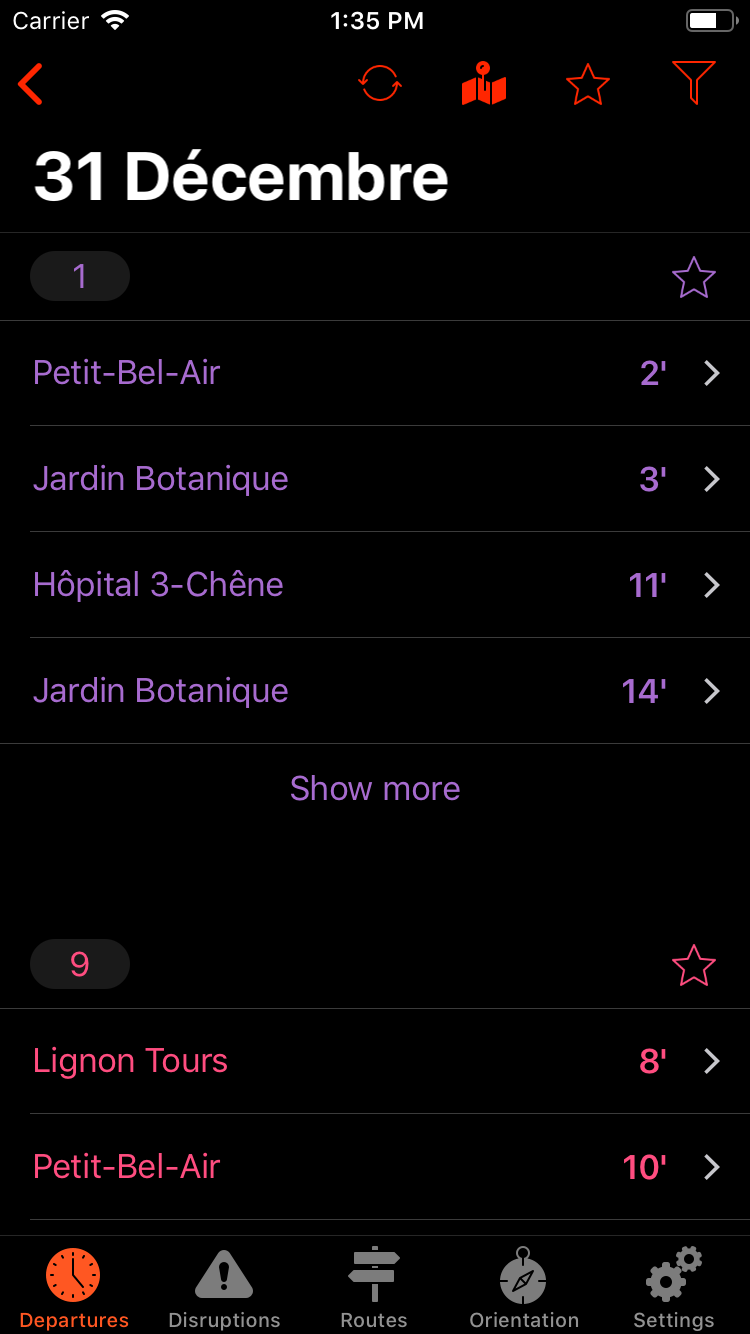 Carrier 1:35 PM
31 Décembre
1
Petit-Bel-Air 2'
Jardin Botanique 3'
Hôpital 3-Chêne 11'
Jardin Botanique 14'
Show more
9
Lignon Tours 8'
Petit-Bel-Air 10'
Departures Disruptions Routes Orientation Settings